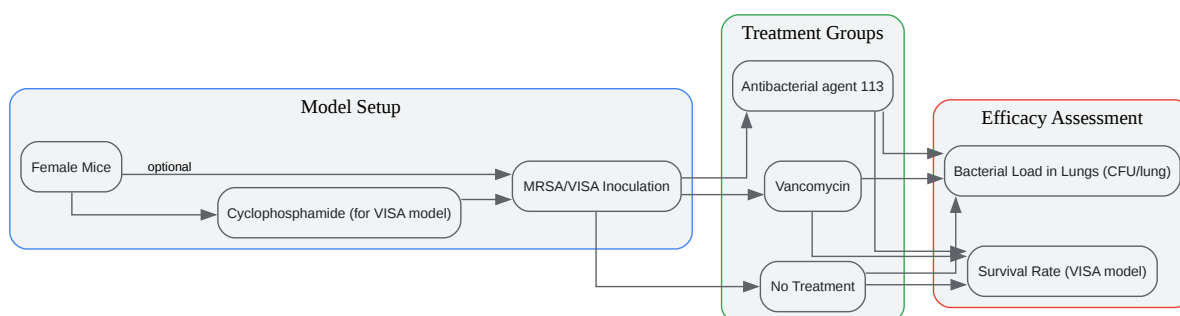 Model Setup
Female Mice
optional
Cyclophosphamide (for VISA model)
MRSA/VISA Inoculation
Treatment Groups
Antibacterial agent 113
Vancomycin
No Treatment
Efficacy Assessment
Bacterial Load in Lungs (CFU/lung)
Survival Rate (VISA model)